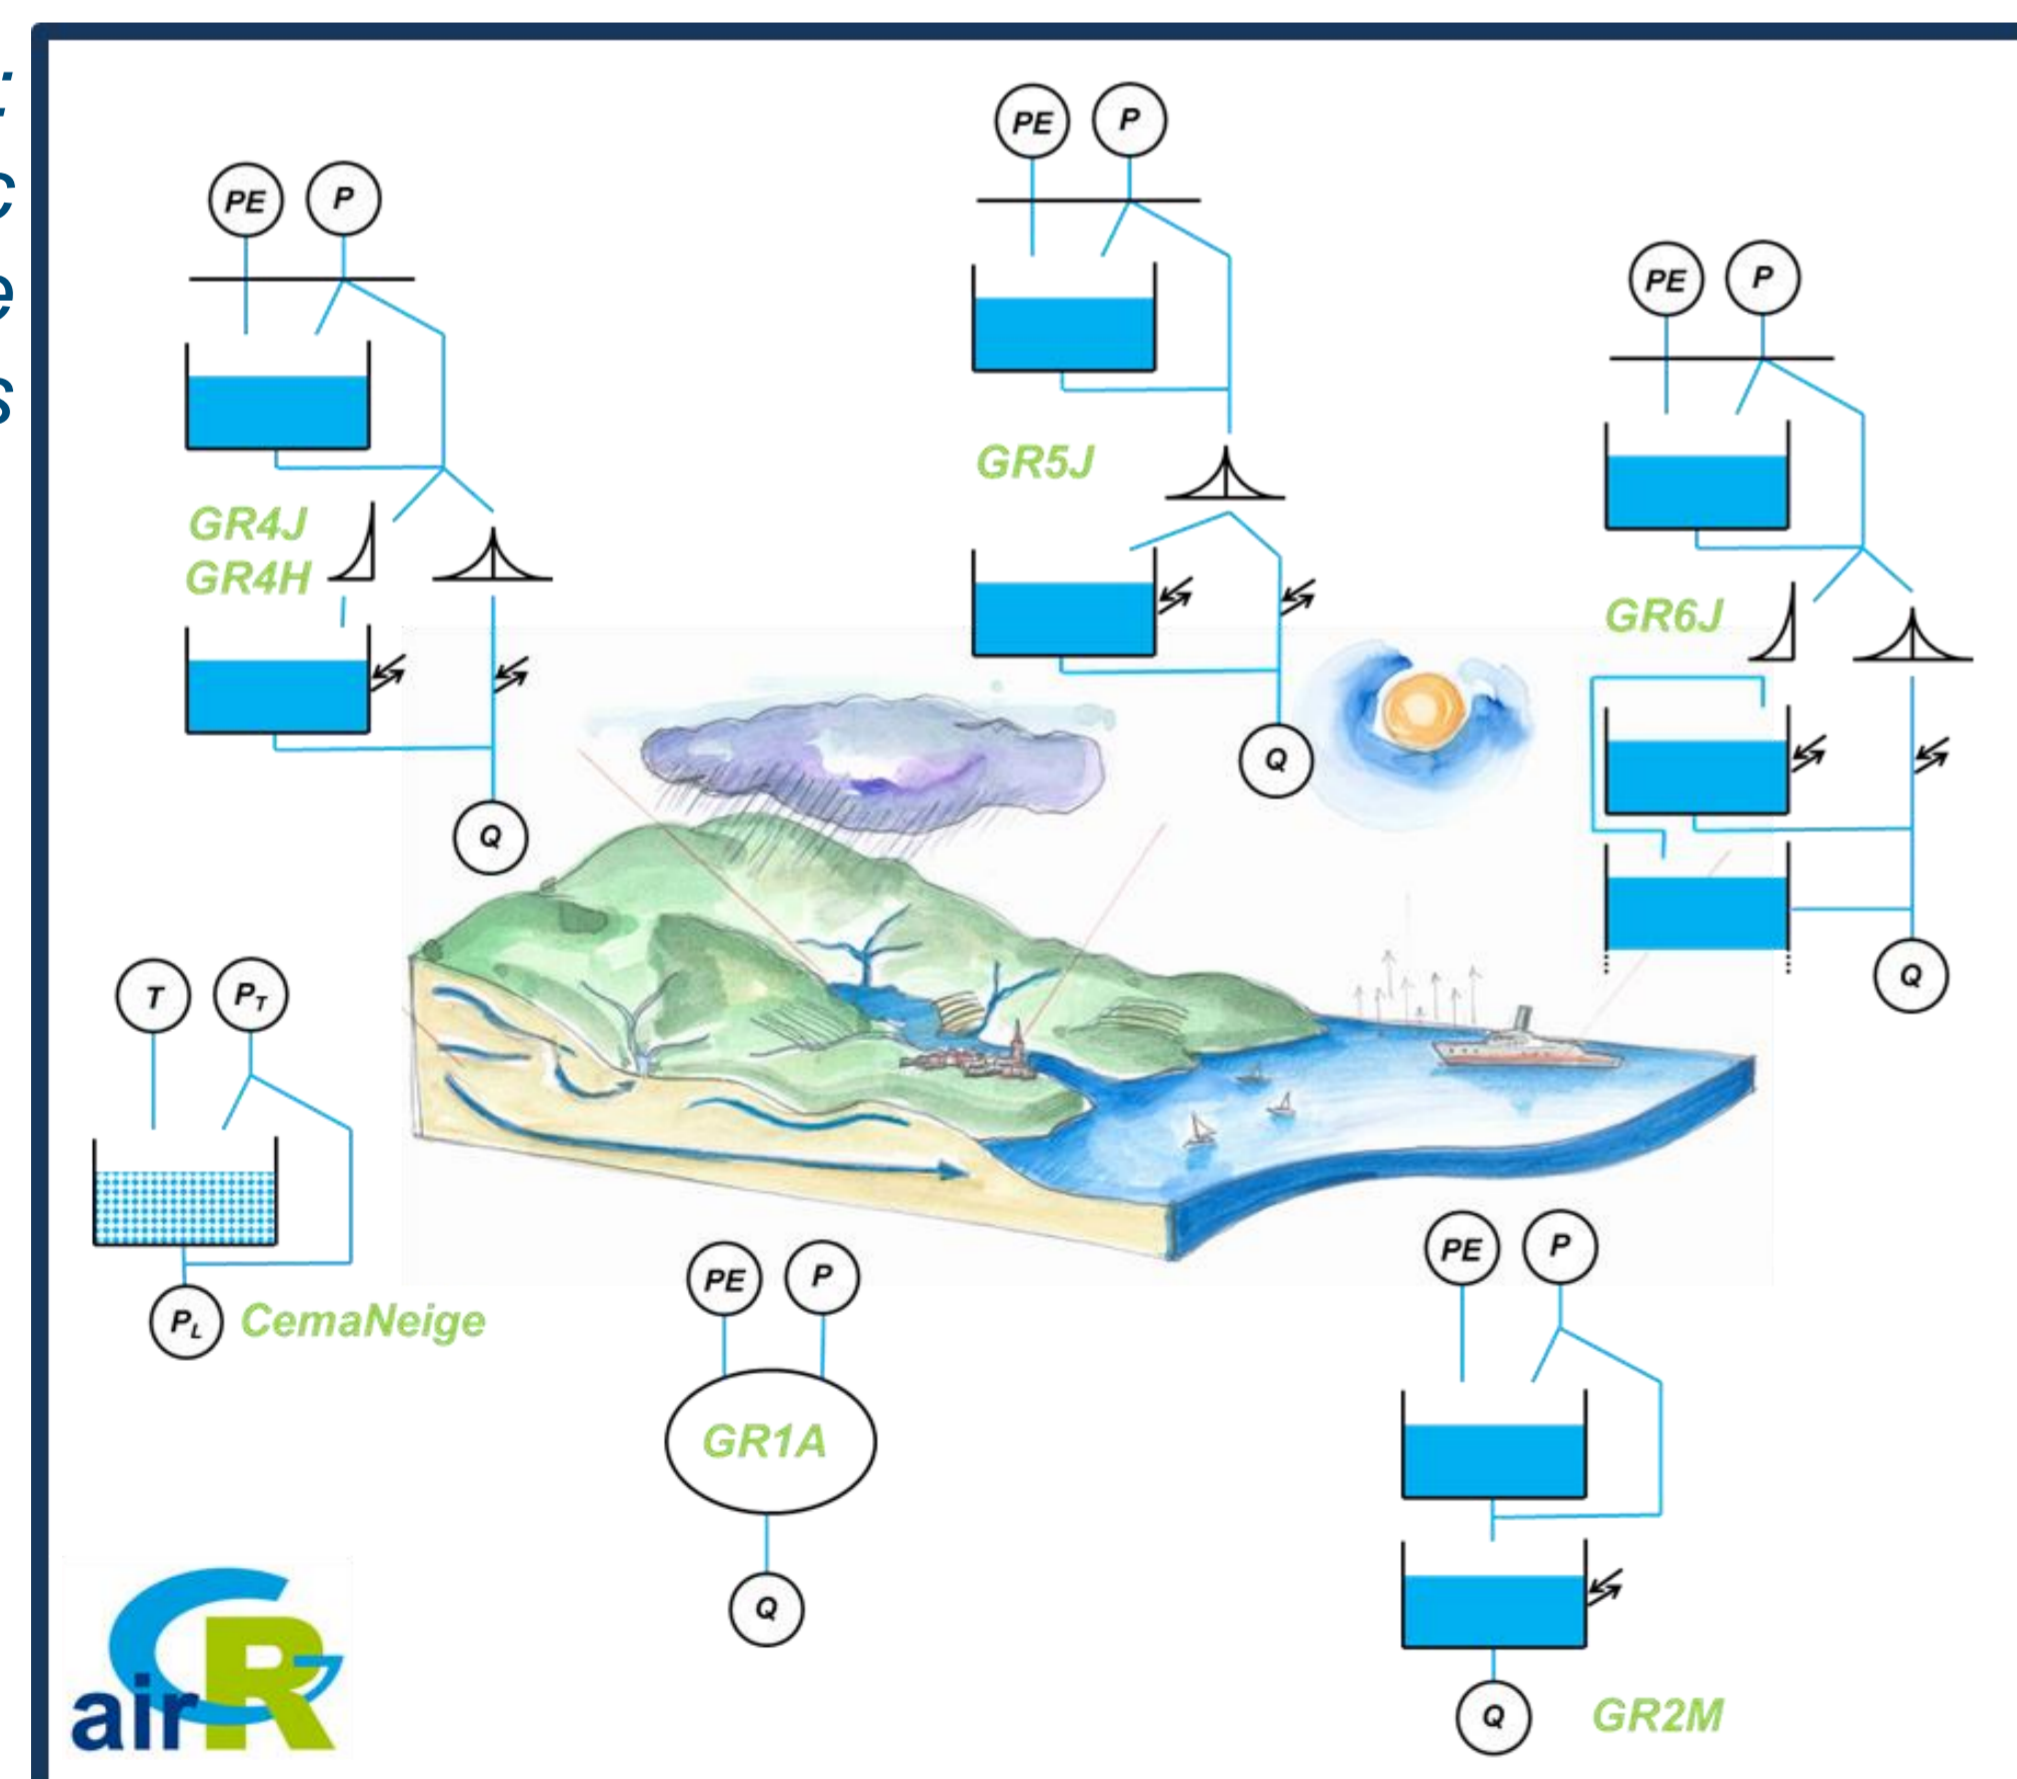 PE P
PE P
PE P
GR5J
GR4J
GR4H
GR6J
Q
Q
Q
T P_T
P_L CemaNeige
PE P
GR1A
Q
PE P
Q GR2M
airGR